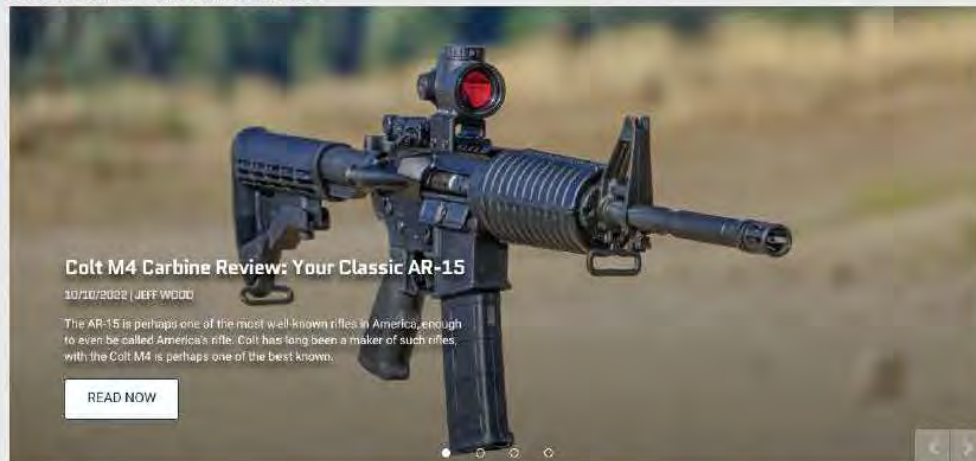 Colt M4 Carbine Review: Your Classic AR-15
10/10/2022 | JEFF WOOD
The AR-15 is perhaps one of the most well-known rifles in America, enough
to even be called America's rifle. Colt has long been a maker of such rifles,
with the Colt M4 is perhaps one of the best known.
READ NOW